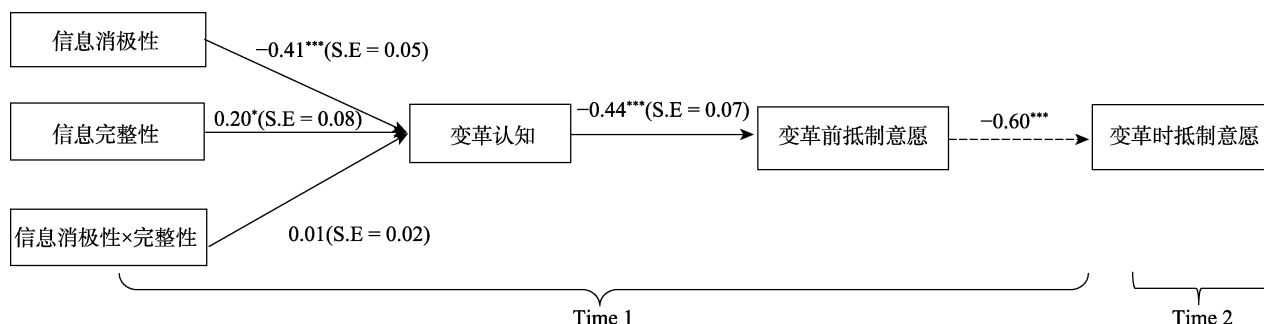 信息消极性
−0.41***(S.E = 0.05)
信息完整性
0.20*(S.E = 0.08)
变革认知
−0.44***(S.E = 0.07)
变革前抵制意愿
−0.60***
变革时抵制意愿
信息消极性×完整性
0.01(S.E = 0.02)
Time 1
Time 2